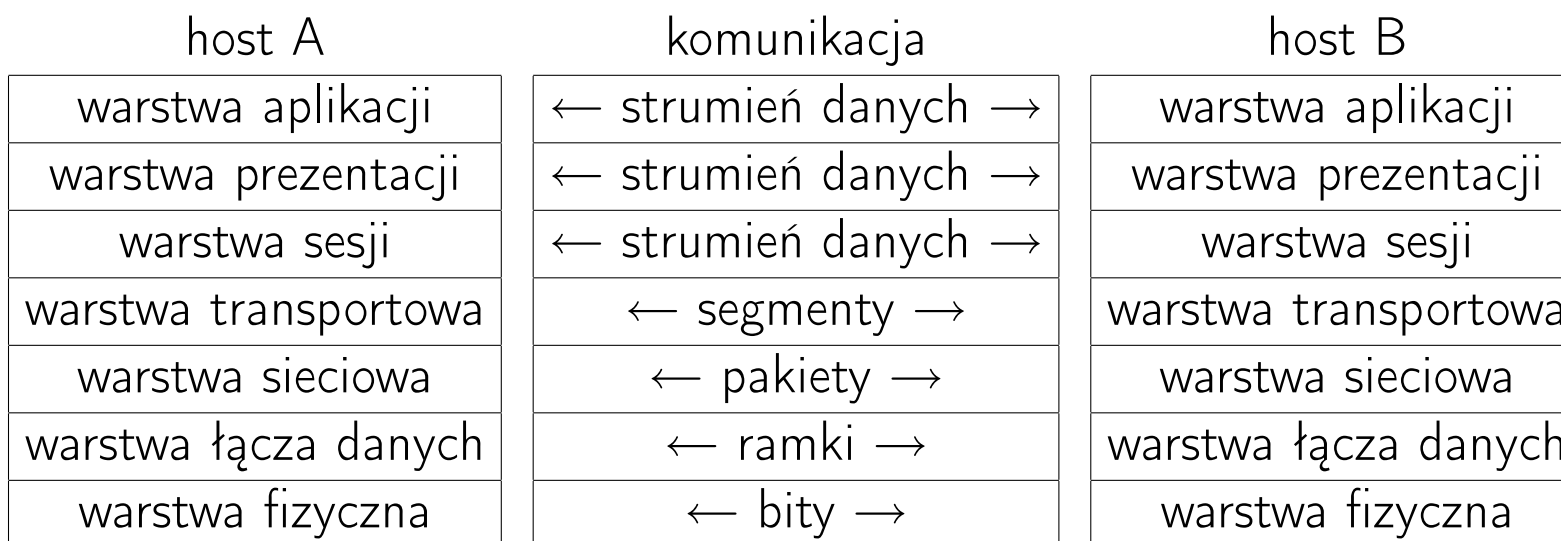 host A komunikacja host B
warstwa aplikacji ← strumień danych → warstwa aplikacji
warstwa prezentacji ← strumień danych → warstwa prezentacji
warstwa sesji ← strumień danych → warstwa sesji
warstwa transportowa ← segmenty → warstwa transportowa
warstwa sieciowa ← pakiety → warstwa sieciowa
warstwa łącza danych ← ramki → warstwa łącza danych
warstwa fizyczna ← bity → warstwa fizyczna